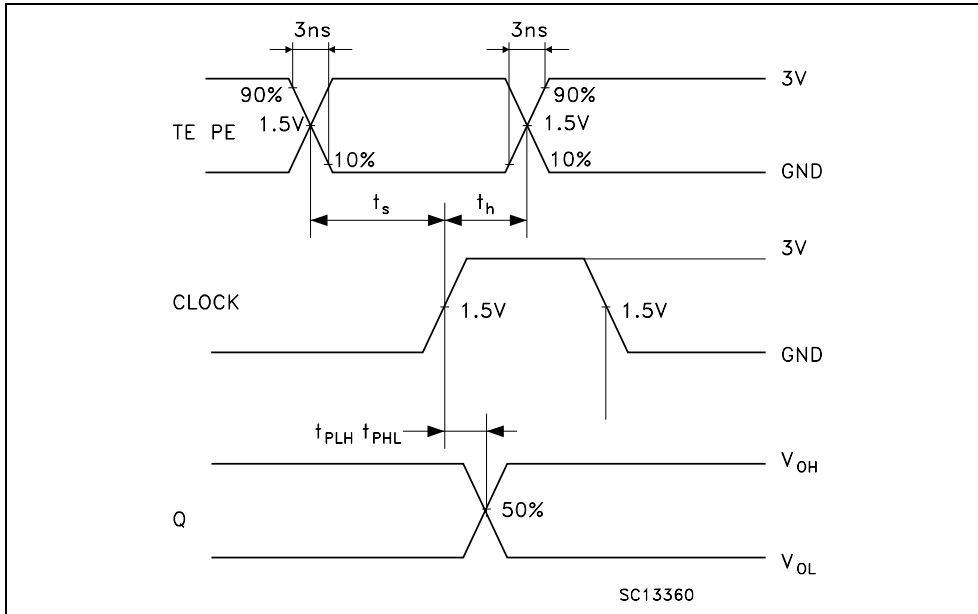 3ns 3ns
3V
90% 90%
TE PE 1.5V 1.5V
10% 10%
GND
ts th
3V
CLOCK 1.5V 1.5V
GND
tPLH tPHL
VOH
Q 50%
VOL
SC13360